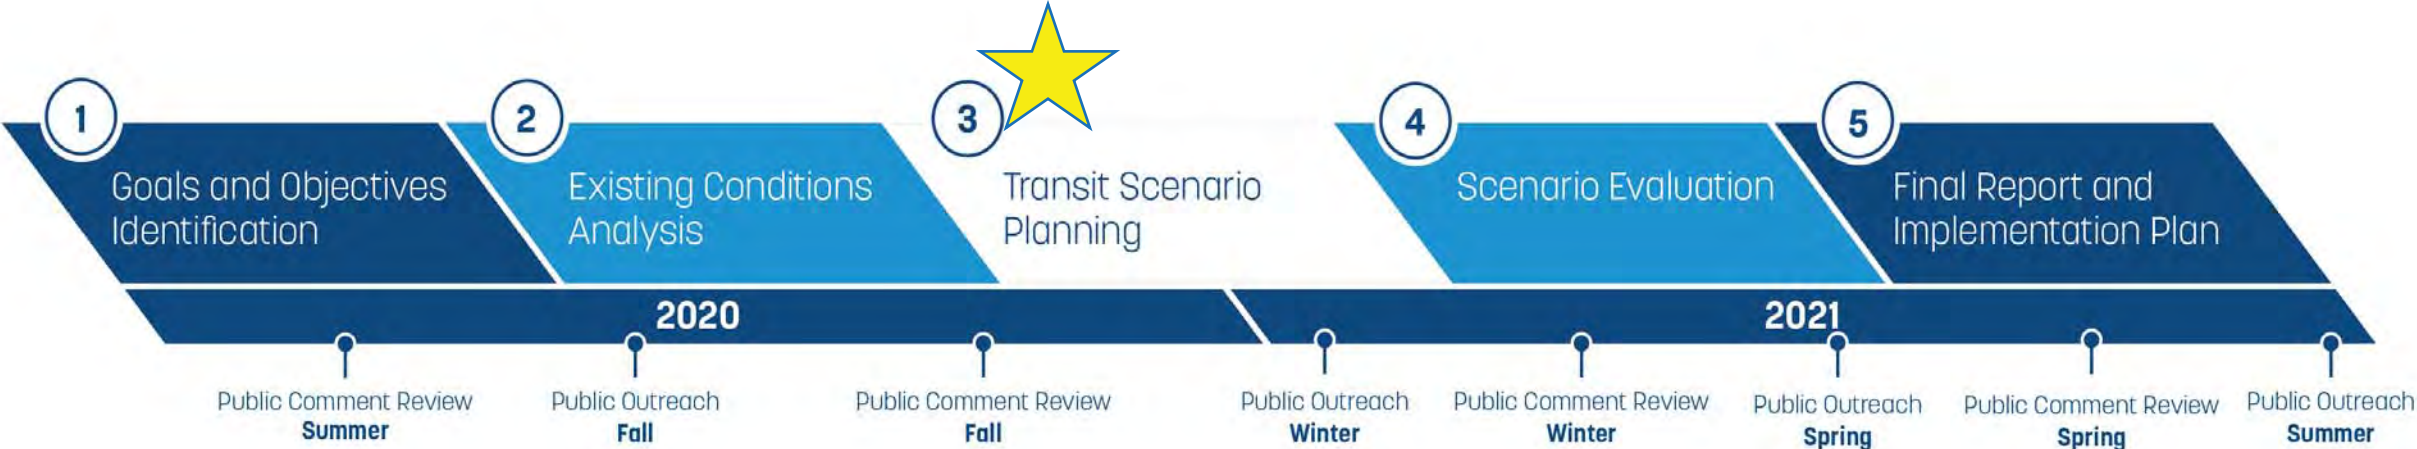 1
Goals and Objectives
Identification
2
Existing Conditions
Analysis
3
Transit Scenario
Planning
4
Scenario Evaluation
5
Final Report and
Implementation Plan
2020
2021
Public Comment Review
Summer
Public Outreach
Fall
Public Comment Review
Fall
Public Outreach
Winter
Public Comment Review
Winter
Public Outreach
Spring
Public Comment Review
Spring
Public Outreach
Summer